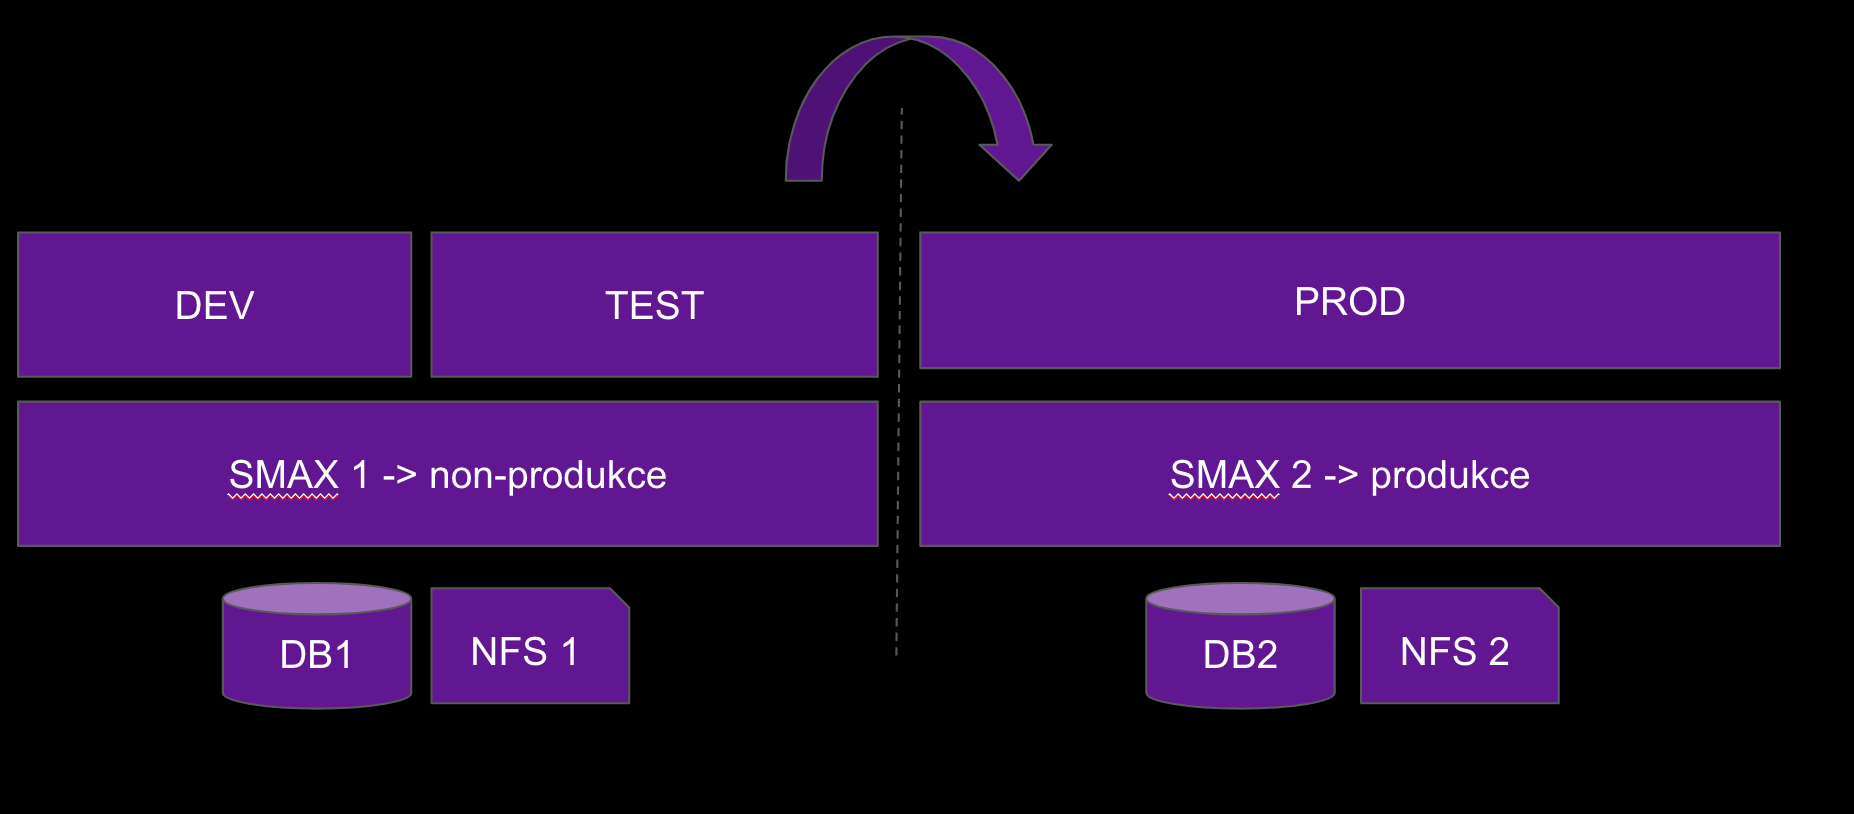 DEV
TEST
PROD
SMAX 1 -> non-produkce
SMAX 2 -> produkce
DB1
NFS 1
DB2
NFS 2